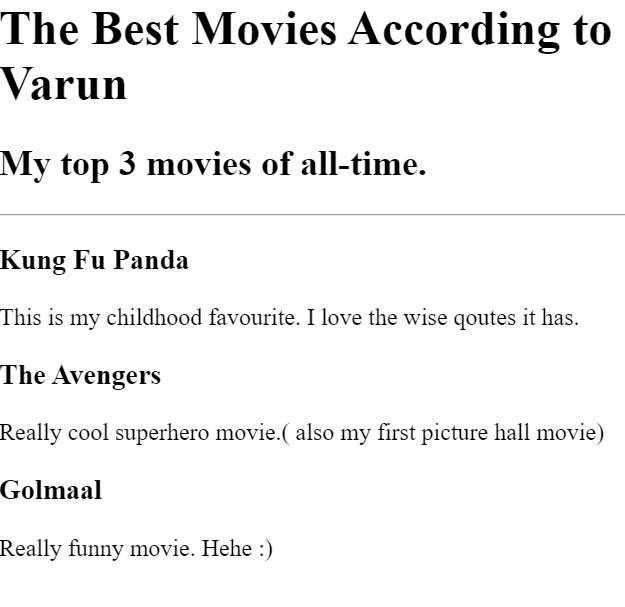 The Best Movies According to
Varun
My top 3 movies of all-time.
Kung Fu Panda
This is my childhood favourite. I love the wise qoutes it has.
The Avengers
Really cool superhero movie.( also my first picture hall movie)
Golmaal
Really funny movie. Hehe :)